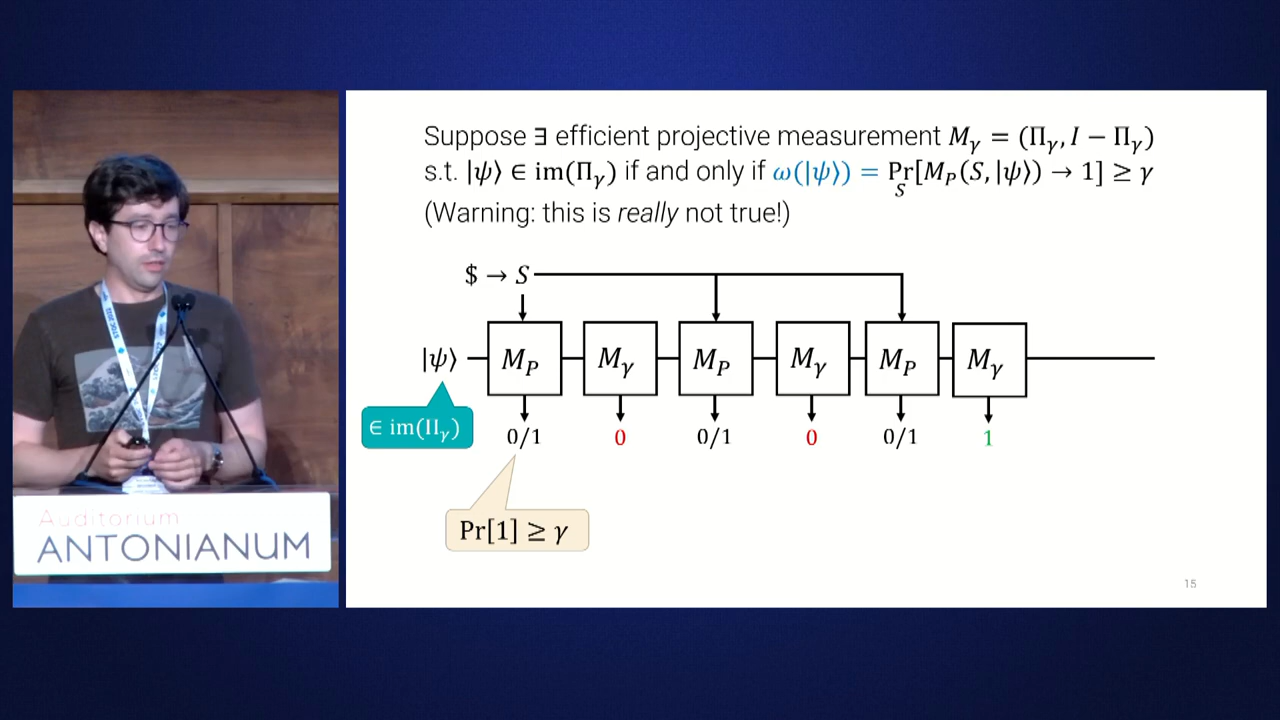 Suppose ∃ efficient projective measurement M_γ = (Π_γ, I − Π_γ)
s.t. |ψ⟩ ∈ im(Π_γ) if and only if ω(|ψ⟩) = Pr_S[M_P(S, |ψ⟩) → 1] ≥ γ
(Warning: this is really not true!)
$ → S
|ψ⟩ M_P M_γ M_P M_γ M_P M_γ
∈ im(Π_γ)
0/1 0 0/1 0 0/1 1
Pr[1] ≥ γ
15
Auditorium
ANTONIANUM